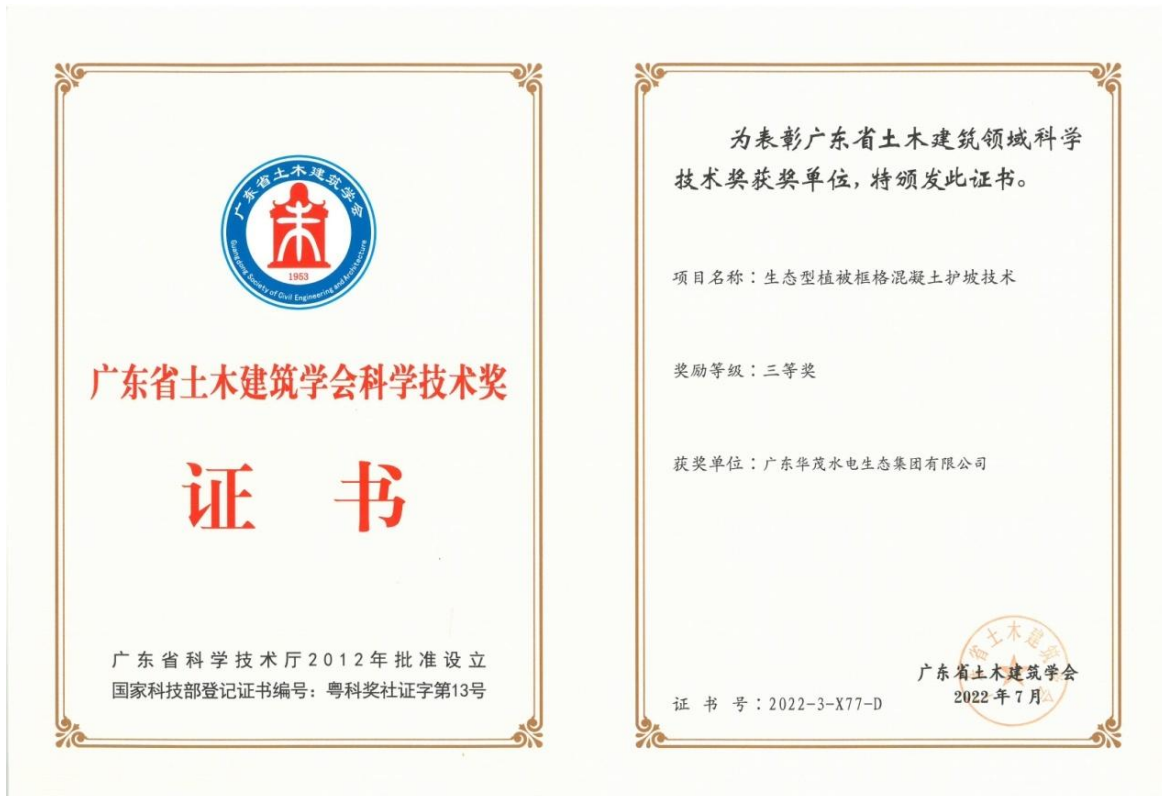 广东省土木建筑学会
1953
Guangdong Society of Civil Engineering and Architecture
广东省土木建筑学会科学技术奖
证 书
广东省科学技术厅2012年批准设立
国家科技部登记证书编号：粤科奖社证字第13号
为表彰广东省土木建筑领域科学
技术奖获奖单位，特颁发此证书。
项目名称：生态型植被框格混凝土护坡技术
奖励等级：三等奖
获奖单位：广东华茂水电生态集团有限公司
省土木建筑
会
广东省土木建筑学会
2022年7月
证 书 号：2022-3-X77-D